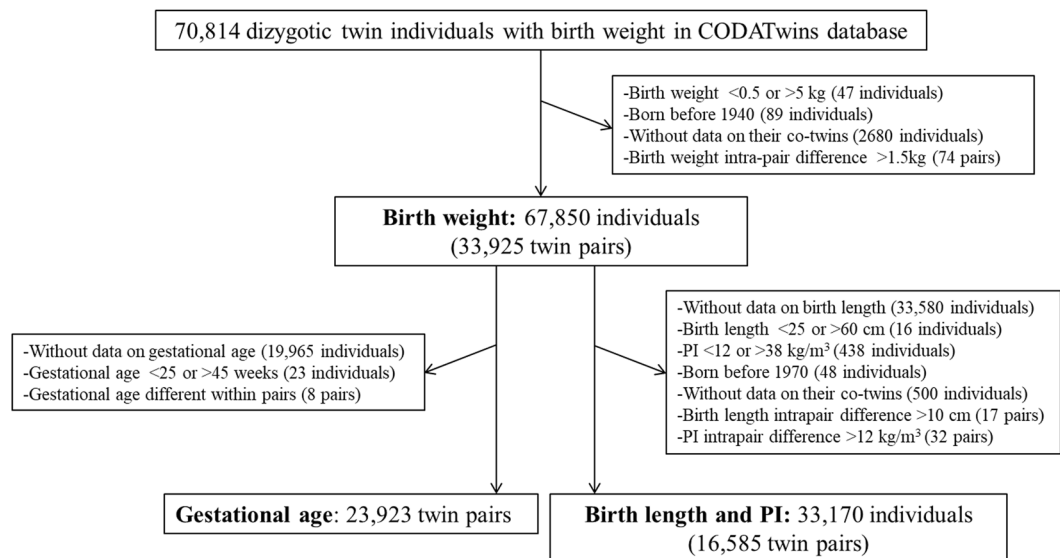 70,814 dizygotic twin individuals with birth weight in CODATwins database
-Birth weight <0.5 or >5 kg (47 individuals)
-Born before 1940 (89 individuals)
-Without data on their co-twins (2680 individuals)
-Birth weight intra-pair difference >1.5kg (74 pairs)
Birth weight: 67,850 individuals
(33,925 twin pairs)
-Without data on gestational age (19,965 individuals)
-Gestational age <25 or >45 weeks (23 individuals)
-Gestational age different within pairs (8 pairs)
-Without data on birth length (33,580 individuals)
-Birth length <25 or >60 cm (16 individuals)
-PI <12 or >38 kg/m³ (438 individuals)
-Born before 1970 (48 individuals)
-Without data on their co-twins (500 individuals)
-Birth length intrapair difference >10 cm (17 pairs)
-PI intrapair difference >12 kg/m³ (32 pairs)
Gestational age: 23,923 twin pairs
Birth length and PI: 33,170 individuals
(16,585 twin pairs)